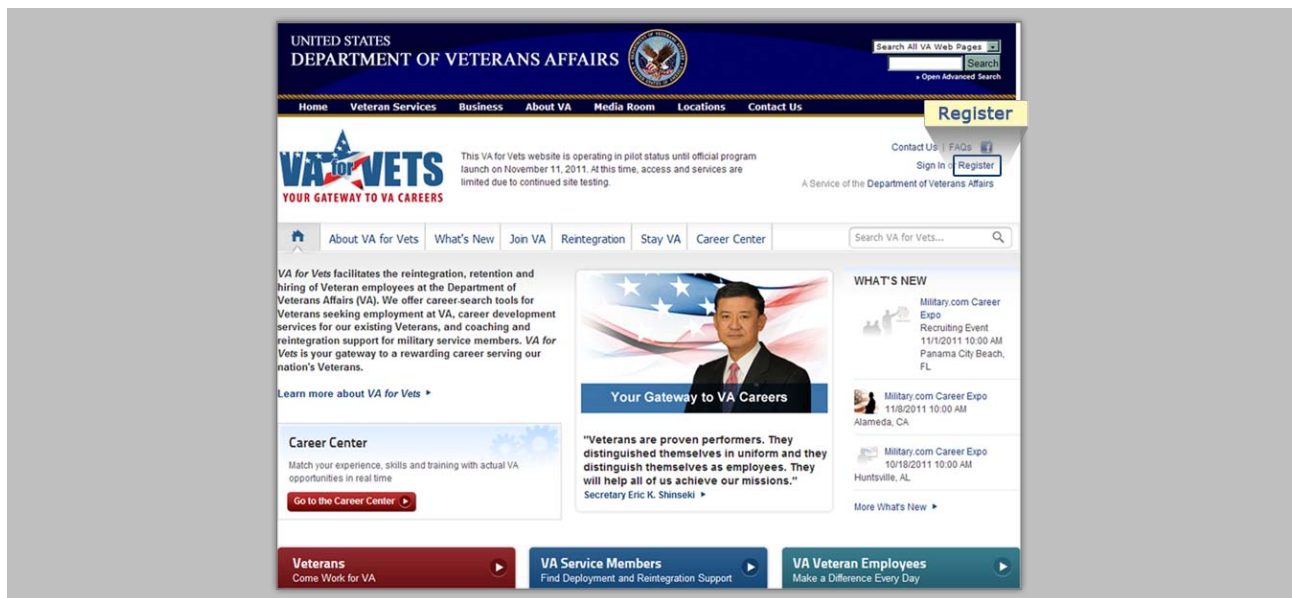 UNITED STATES
DEPARTMENT OF VETERANS AFFAIRS
Search All VA Web Pages
Search
» Open Advanced Search
Home Veteran Services Business About VA Media Room Locations Contact Us
Register
VA for VETS
YOUR GATEWAY TO VA CAREERS
This VA for Vets website is operating in pilot status until official program
launch on November 11, 2011. At this time, access and services are
limited due to continued site testing.
Contact Us | FAQs
Sign In o Register
A Service of the Department of Veterans Affairs
About VA for Vets What's New Join VA Reintegration Stay VA Career Center
Search VA for Vets...
VA for Vets facilitates the reintegration, retention and
hiring of Veteran employees at the Department of
Veterans Affairs (VA). We offer career-search tools for
Veterans seeking employment at VA, career development
services for our existing Veterans, and coaching and
reintegration support for military service members. VA for
Vets is your gateway to a rewarding career serving our
nation's Veterans.
Learn more about VA for Vets
Career Center
Match your experience, skills and training with actual VA
opportunities in real time
Go to the Career Center
Your Gateway to VA Careers
"Veterans are proven performers. They
distinguished themselves in uniform and they
distinguish themselves as employees. They
will help all of us achieve our missions."
Secretary Eric K. Shinseki
WHAT'S NEW
Military.com Career
Expo
Recruiting Event
11/1/2011 10:00 AM
Panama City Beach,
FL
Military.com Career Expo
11/8/2011 10:00 AM
Alameda, CA
Military.com Career Expo
10/18/2011 10:00 AM
Huntsville, AL
More What's New
Veterans
Come Work for VA
VA Service Members
Find Deployment and Reintegration Support
VA Veteran Employees
Make a Difference Every Day